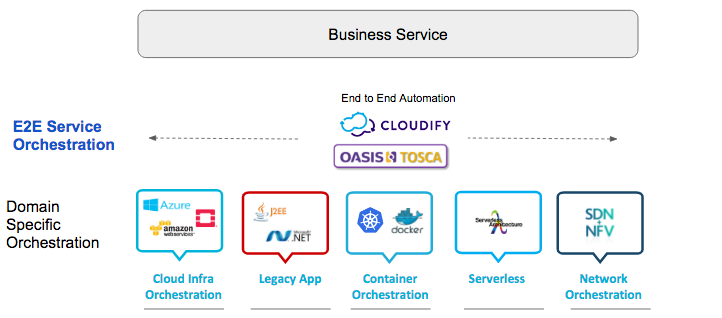 Business Service
End to End Automation
E2E Service
Orchestration
CLOUDIFY
OASIS TOSCA
Domain
Specific
Orchestration
Azure
amazon
webservices
J2EE
Microsoft
.NET
docker
Serverless
Architecture
SDN
+
NFV
Cloud Infra
Orchestration
Legacy App
Container
Orchestration
Serverless
Network
Orchestration